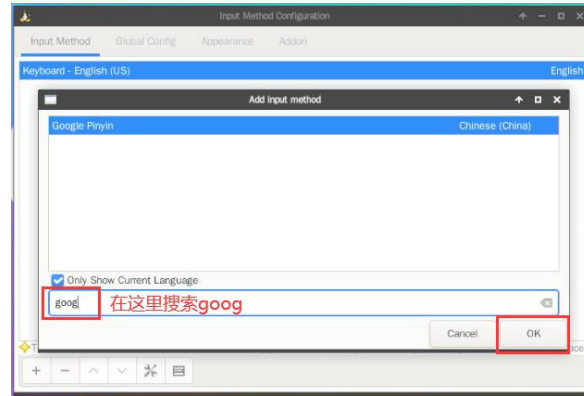 Input Method Configuration
Input Method Global Config Appearance Addon
Keyboard - English (US) English
Add input method
Google Pinyin Chinese (China)
Only Show Current Language
goog 在这里搜索goog
Cancel OK